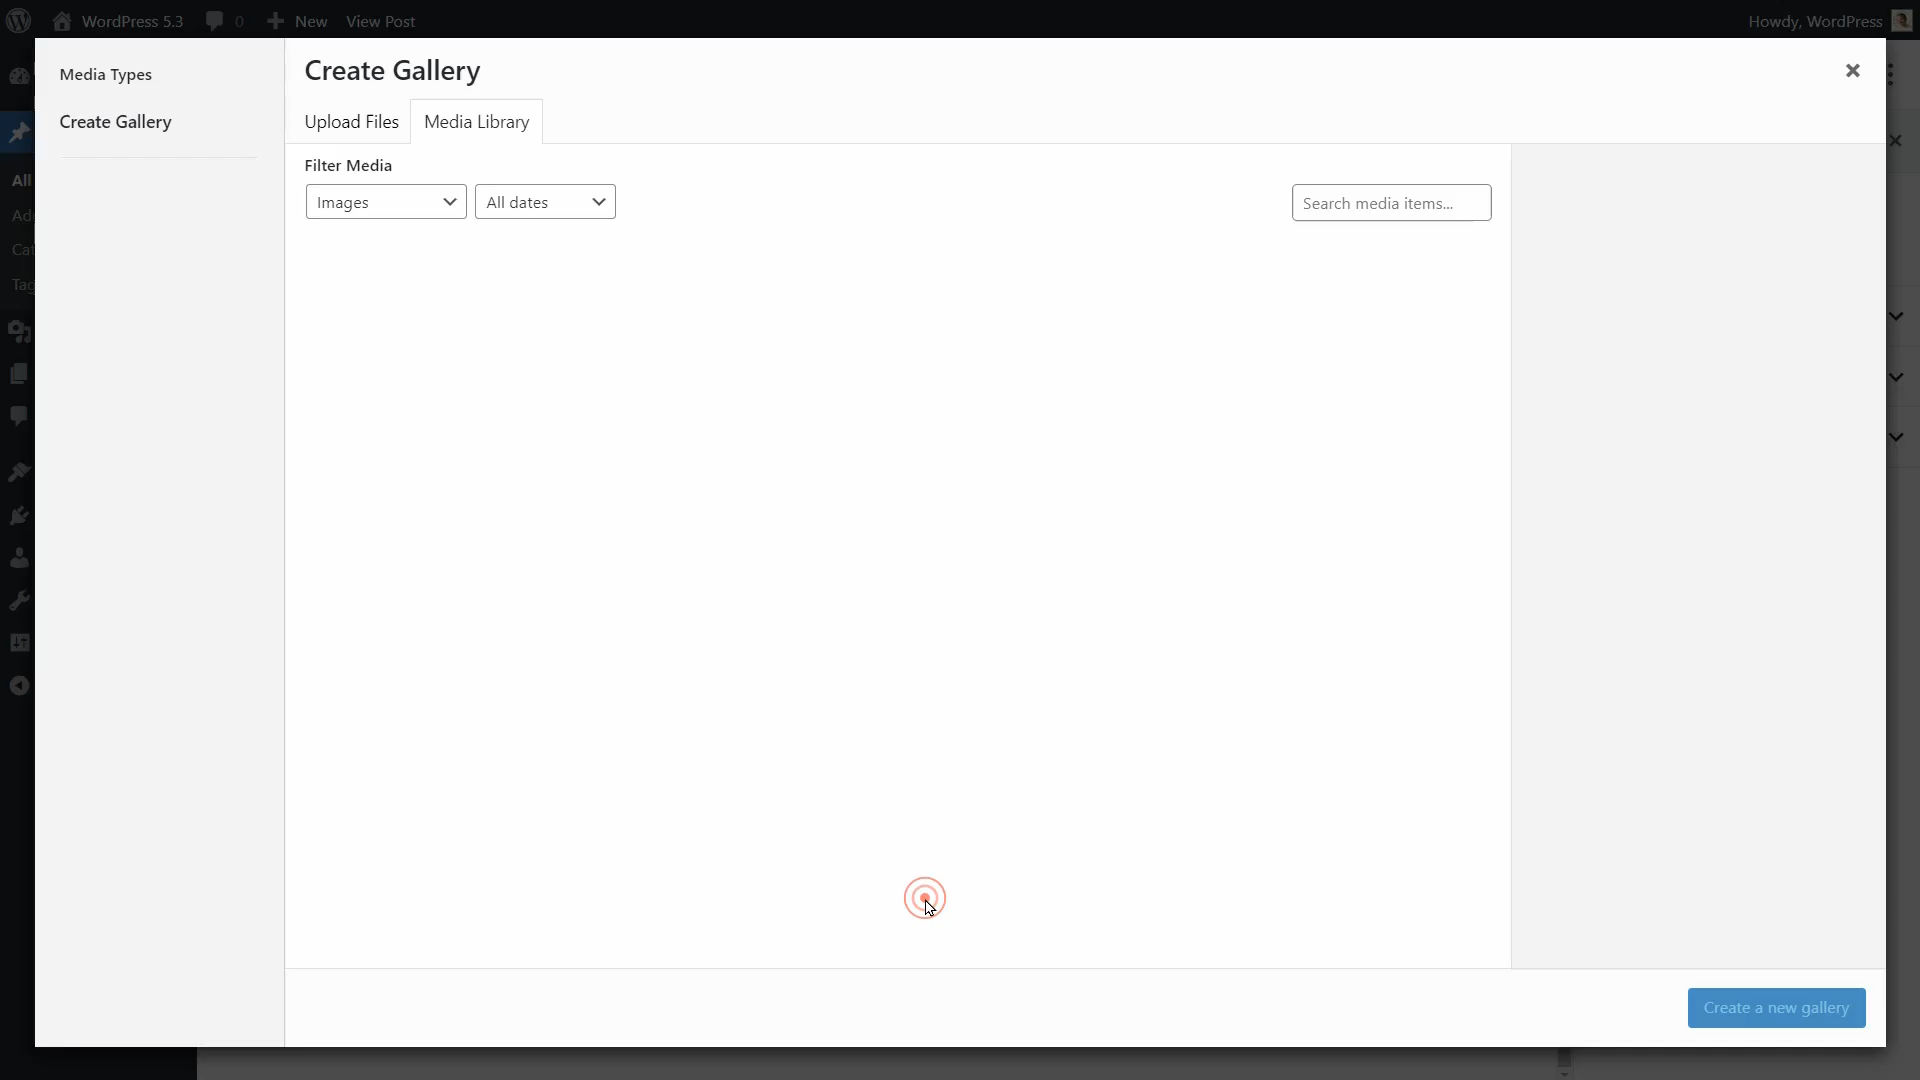 WordPress 5.3 0 New View Post Howdy, WordPress
Media Types
Create Gallery
Create Gallery
Upload Files Media Library
Filter Media
Images All dates Search media items...
All
Create a new gallery